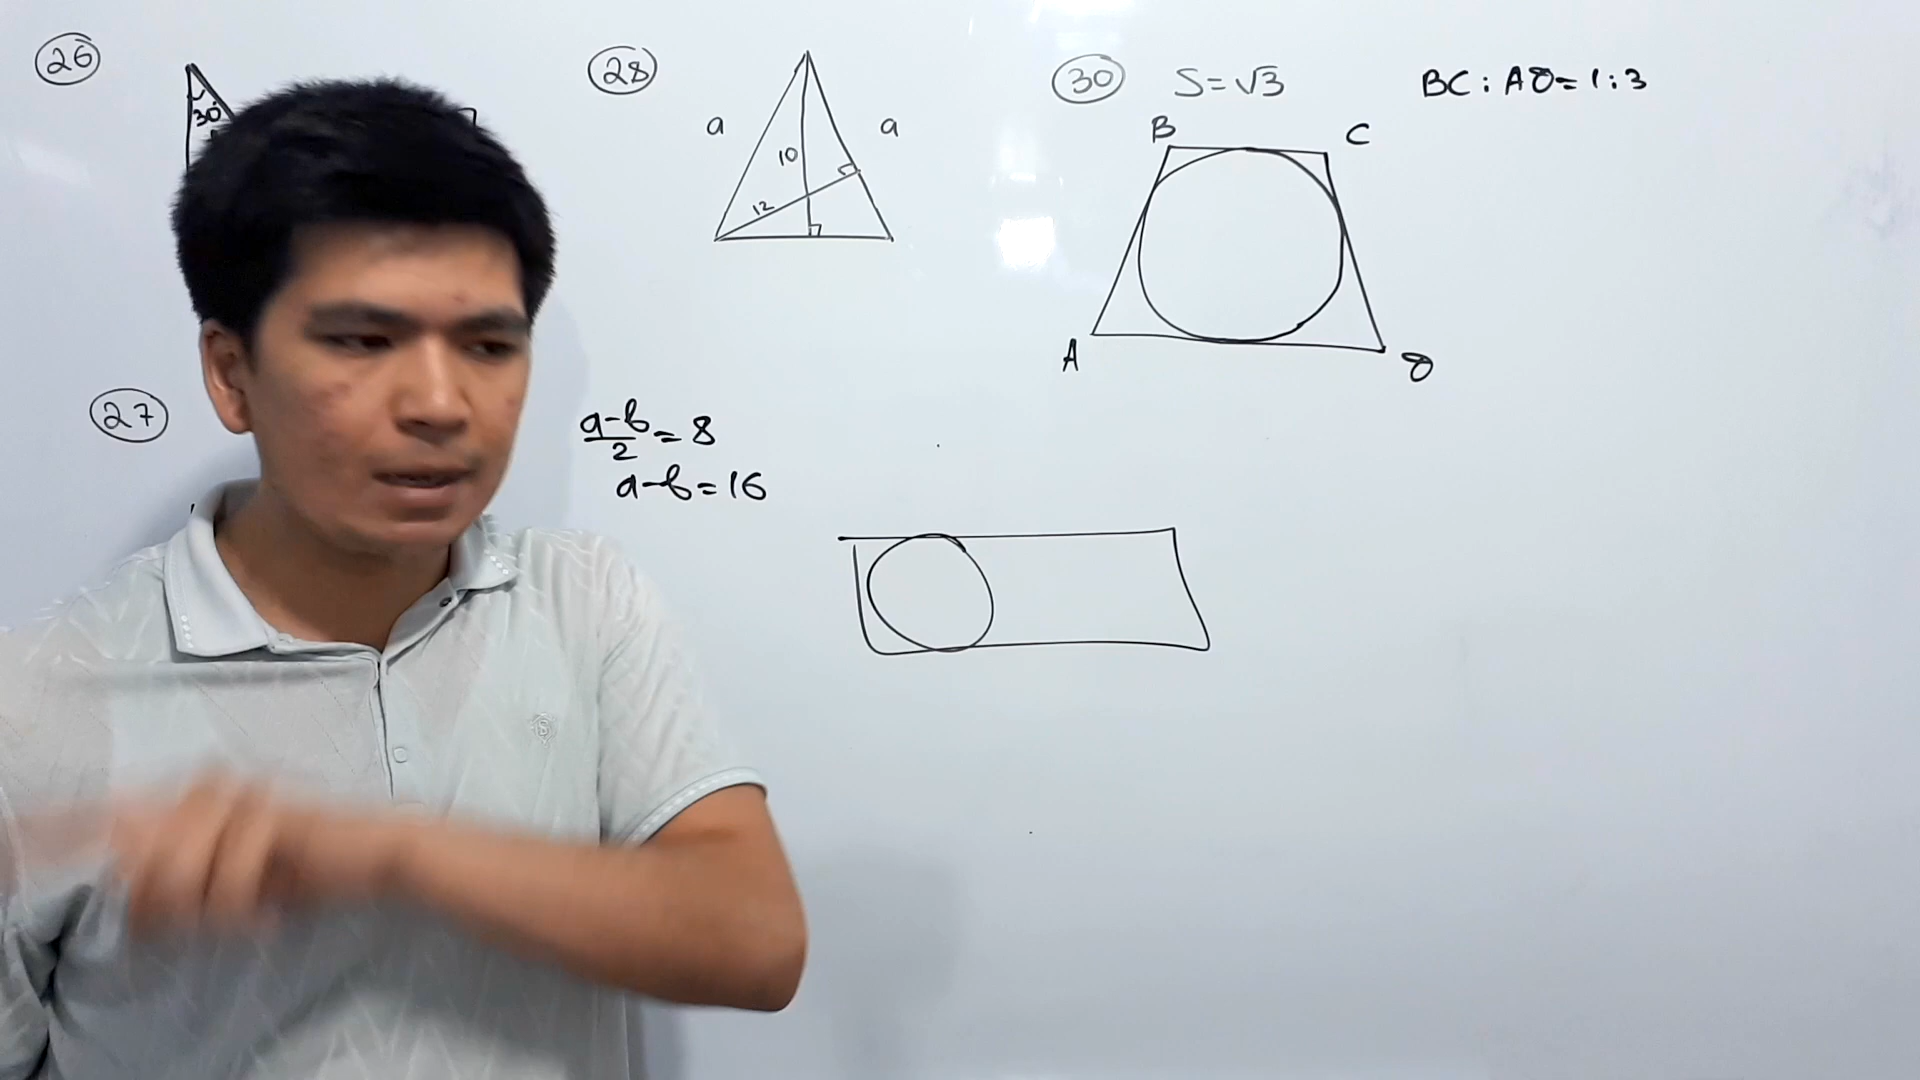 26
30°
27
28
a
a
10
12
a-b/2 = 8
a-b=16
30 S=√3 BC:AD=1:3
B
C
A
D